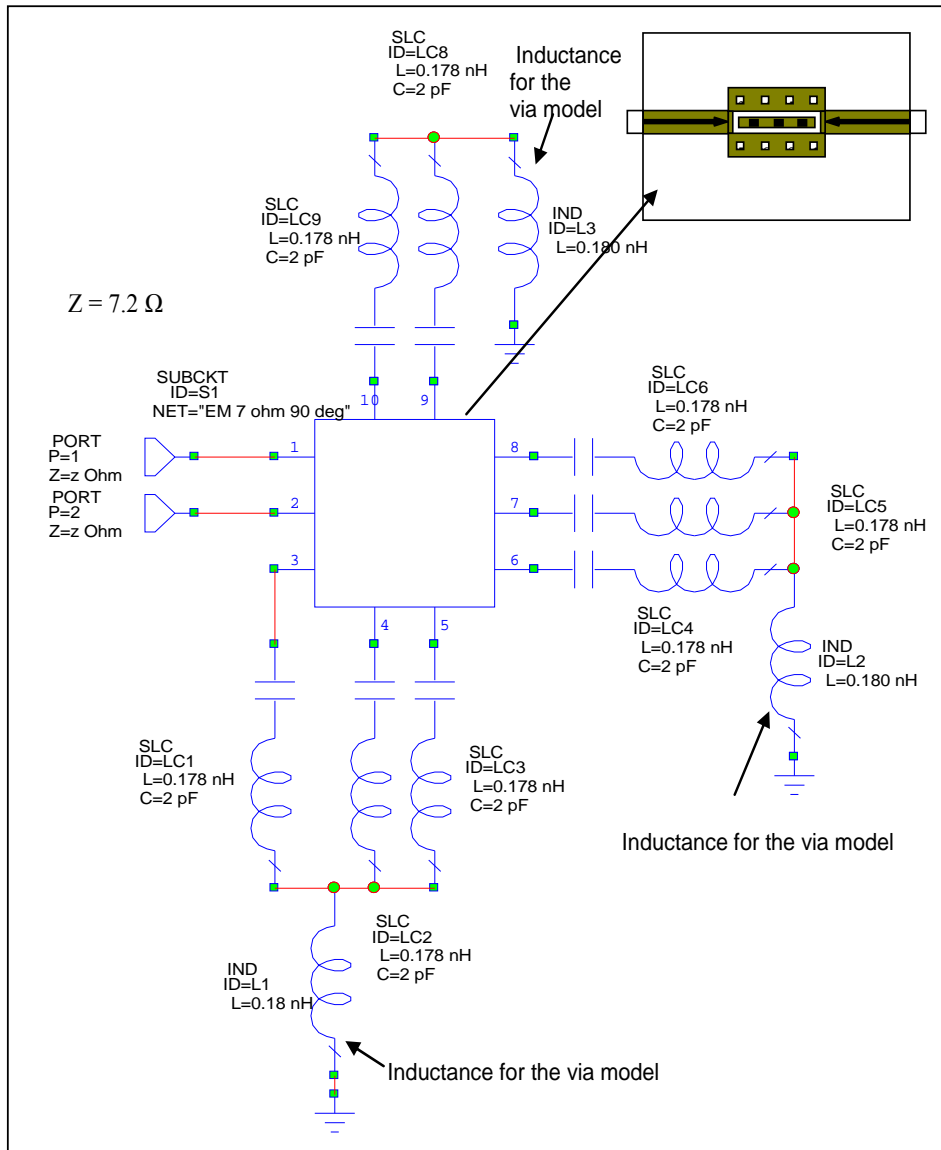 SLC
ID=LC8
L=0.178 nH
C=2 pF
Inductance
for the
via model
SLC
ID=LC9
L=0.178 nH
C=2 pF
IND
ID=L3
L=0.180 nH
Z = 7.2 Ω
SUBCKT
ID=S1
NET="EM 7 ohm 90 deg"
10
9
SLC
ID=LC6
L=0.178 nH
C=2 pF
PORT
P=1
Z=z Ohm
1
8
PORT
P=2
Z=z Ohm
2
7
SLC
ID=LC5
L=0.178 nH
C=2 pF
3
6
4
5
SLC
ID=LC4
L=0.178 nH
C=2 pF
IND
ID=L2
L=0.180 nH
SLC
ID=LC1
L=0.178 nH
C=2 pF
SLC
ID=LC3
L=0.178 nH
C=2 pF
Inductance for the via model
SLC
ID=LC2
L=0.178 nH
C=2 pF
IND
ID=L1
L=0.18 nH
Inductance for the via model